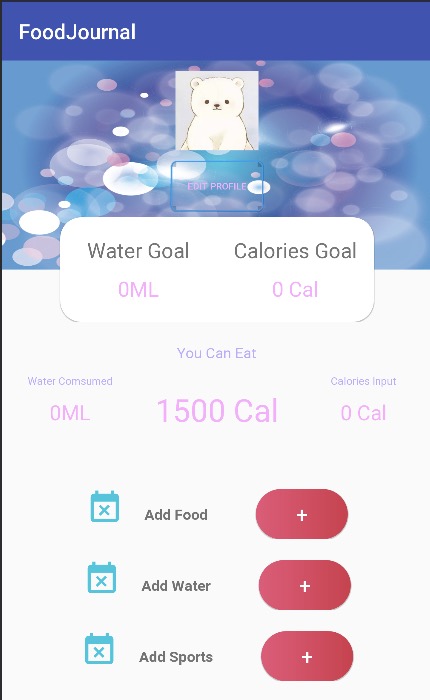 FoodJournal
EDIT PROFILE
Water Goal Calories Goal
0ML 0 Cal
You Can Eat
Water Comsumed Calories Input
0ML 1500 Cal 0 Cal
Add Food +
Add Water +
Add Sports +